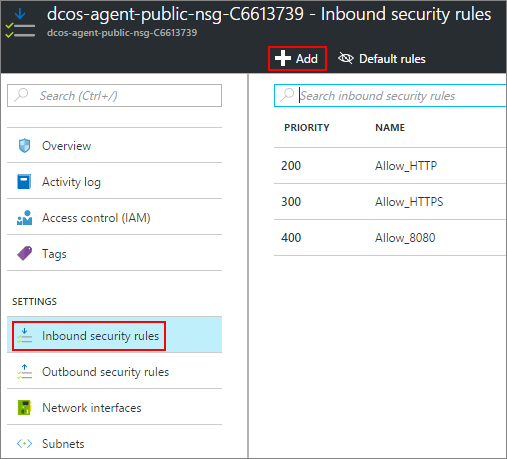 dcos-agent-public-nsg-C6613739 - Inbound security rules
dcos-agent-public-nsg-C6613739
Add
Default rules
Search (Ctrl+/)
Overview
Activity log
Access control (IAM)
Tags
SETTINGS
Inbound security rules
Outbound security rules
Network interfaces
Subnets
Search inbound security rules
PRIORITY NAME
200 Allow_HTTP
300 Allow_HTTPS
400 Allow_8080